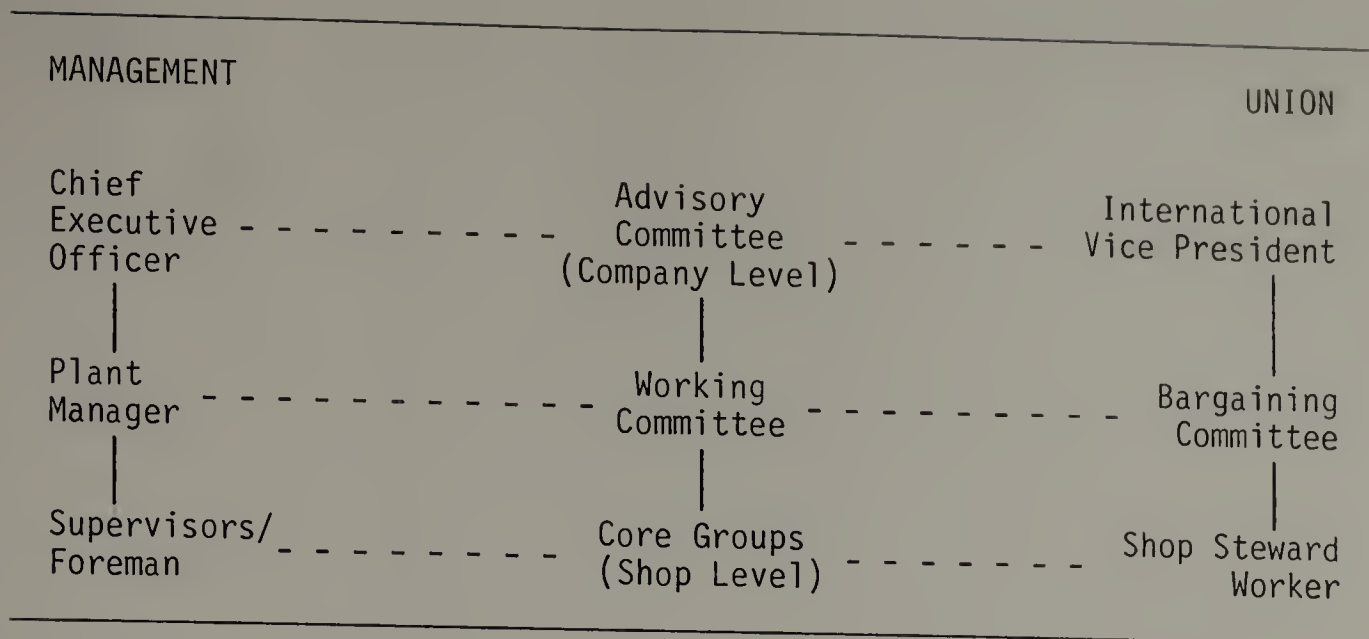 MANAGEMENT
UNION
Chief
Executive
Officer
Advisory
Committee
(Company Level)
International
Vice President
Plant
Manager
Working
Committee
Bargaining
Committee
Supervisors/
Foreman
Core Groups
(Shop Level)
Shop Steward
Worker